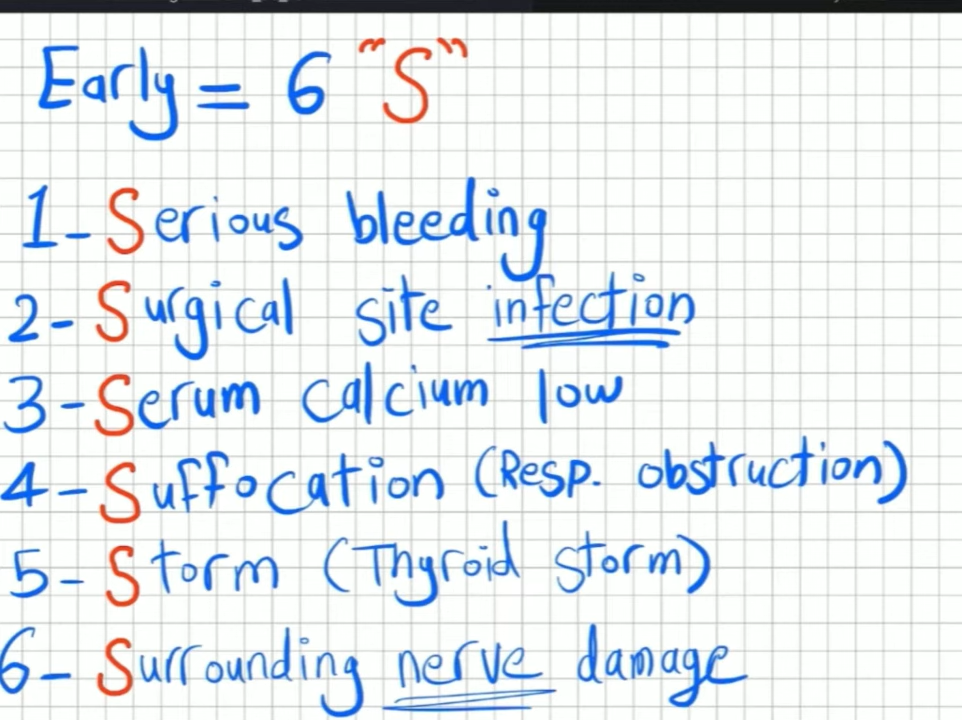 Early = 6 "S"
1- Serious bleeding
2- Surgical site infection
3- Serum calcium low
4- Suffocation (Resp. obstruction)
5- Storm (Thyroid storm)
6- Surrounding nerve damage